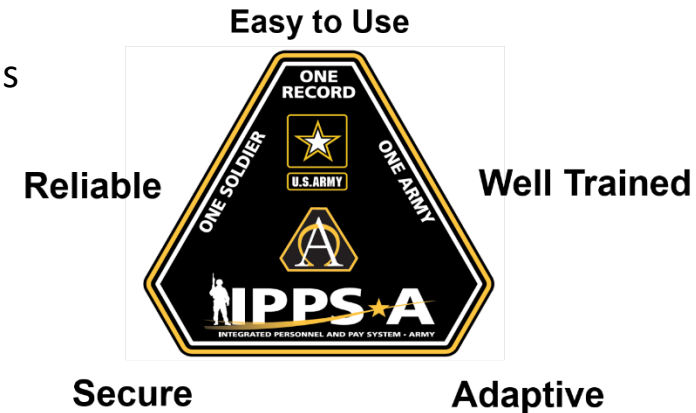 Easy to Use
s
ONE
RECORD
ONE SOLDIER
ONE ARMY
U.S.ARMY
Reliable
Well Trained
A
IPPS-A
INTEGRATED PERSONNEL AND PAY SYSTEM - ARMY
Secure
Adaptive